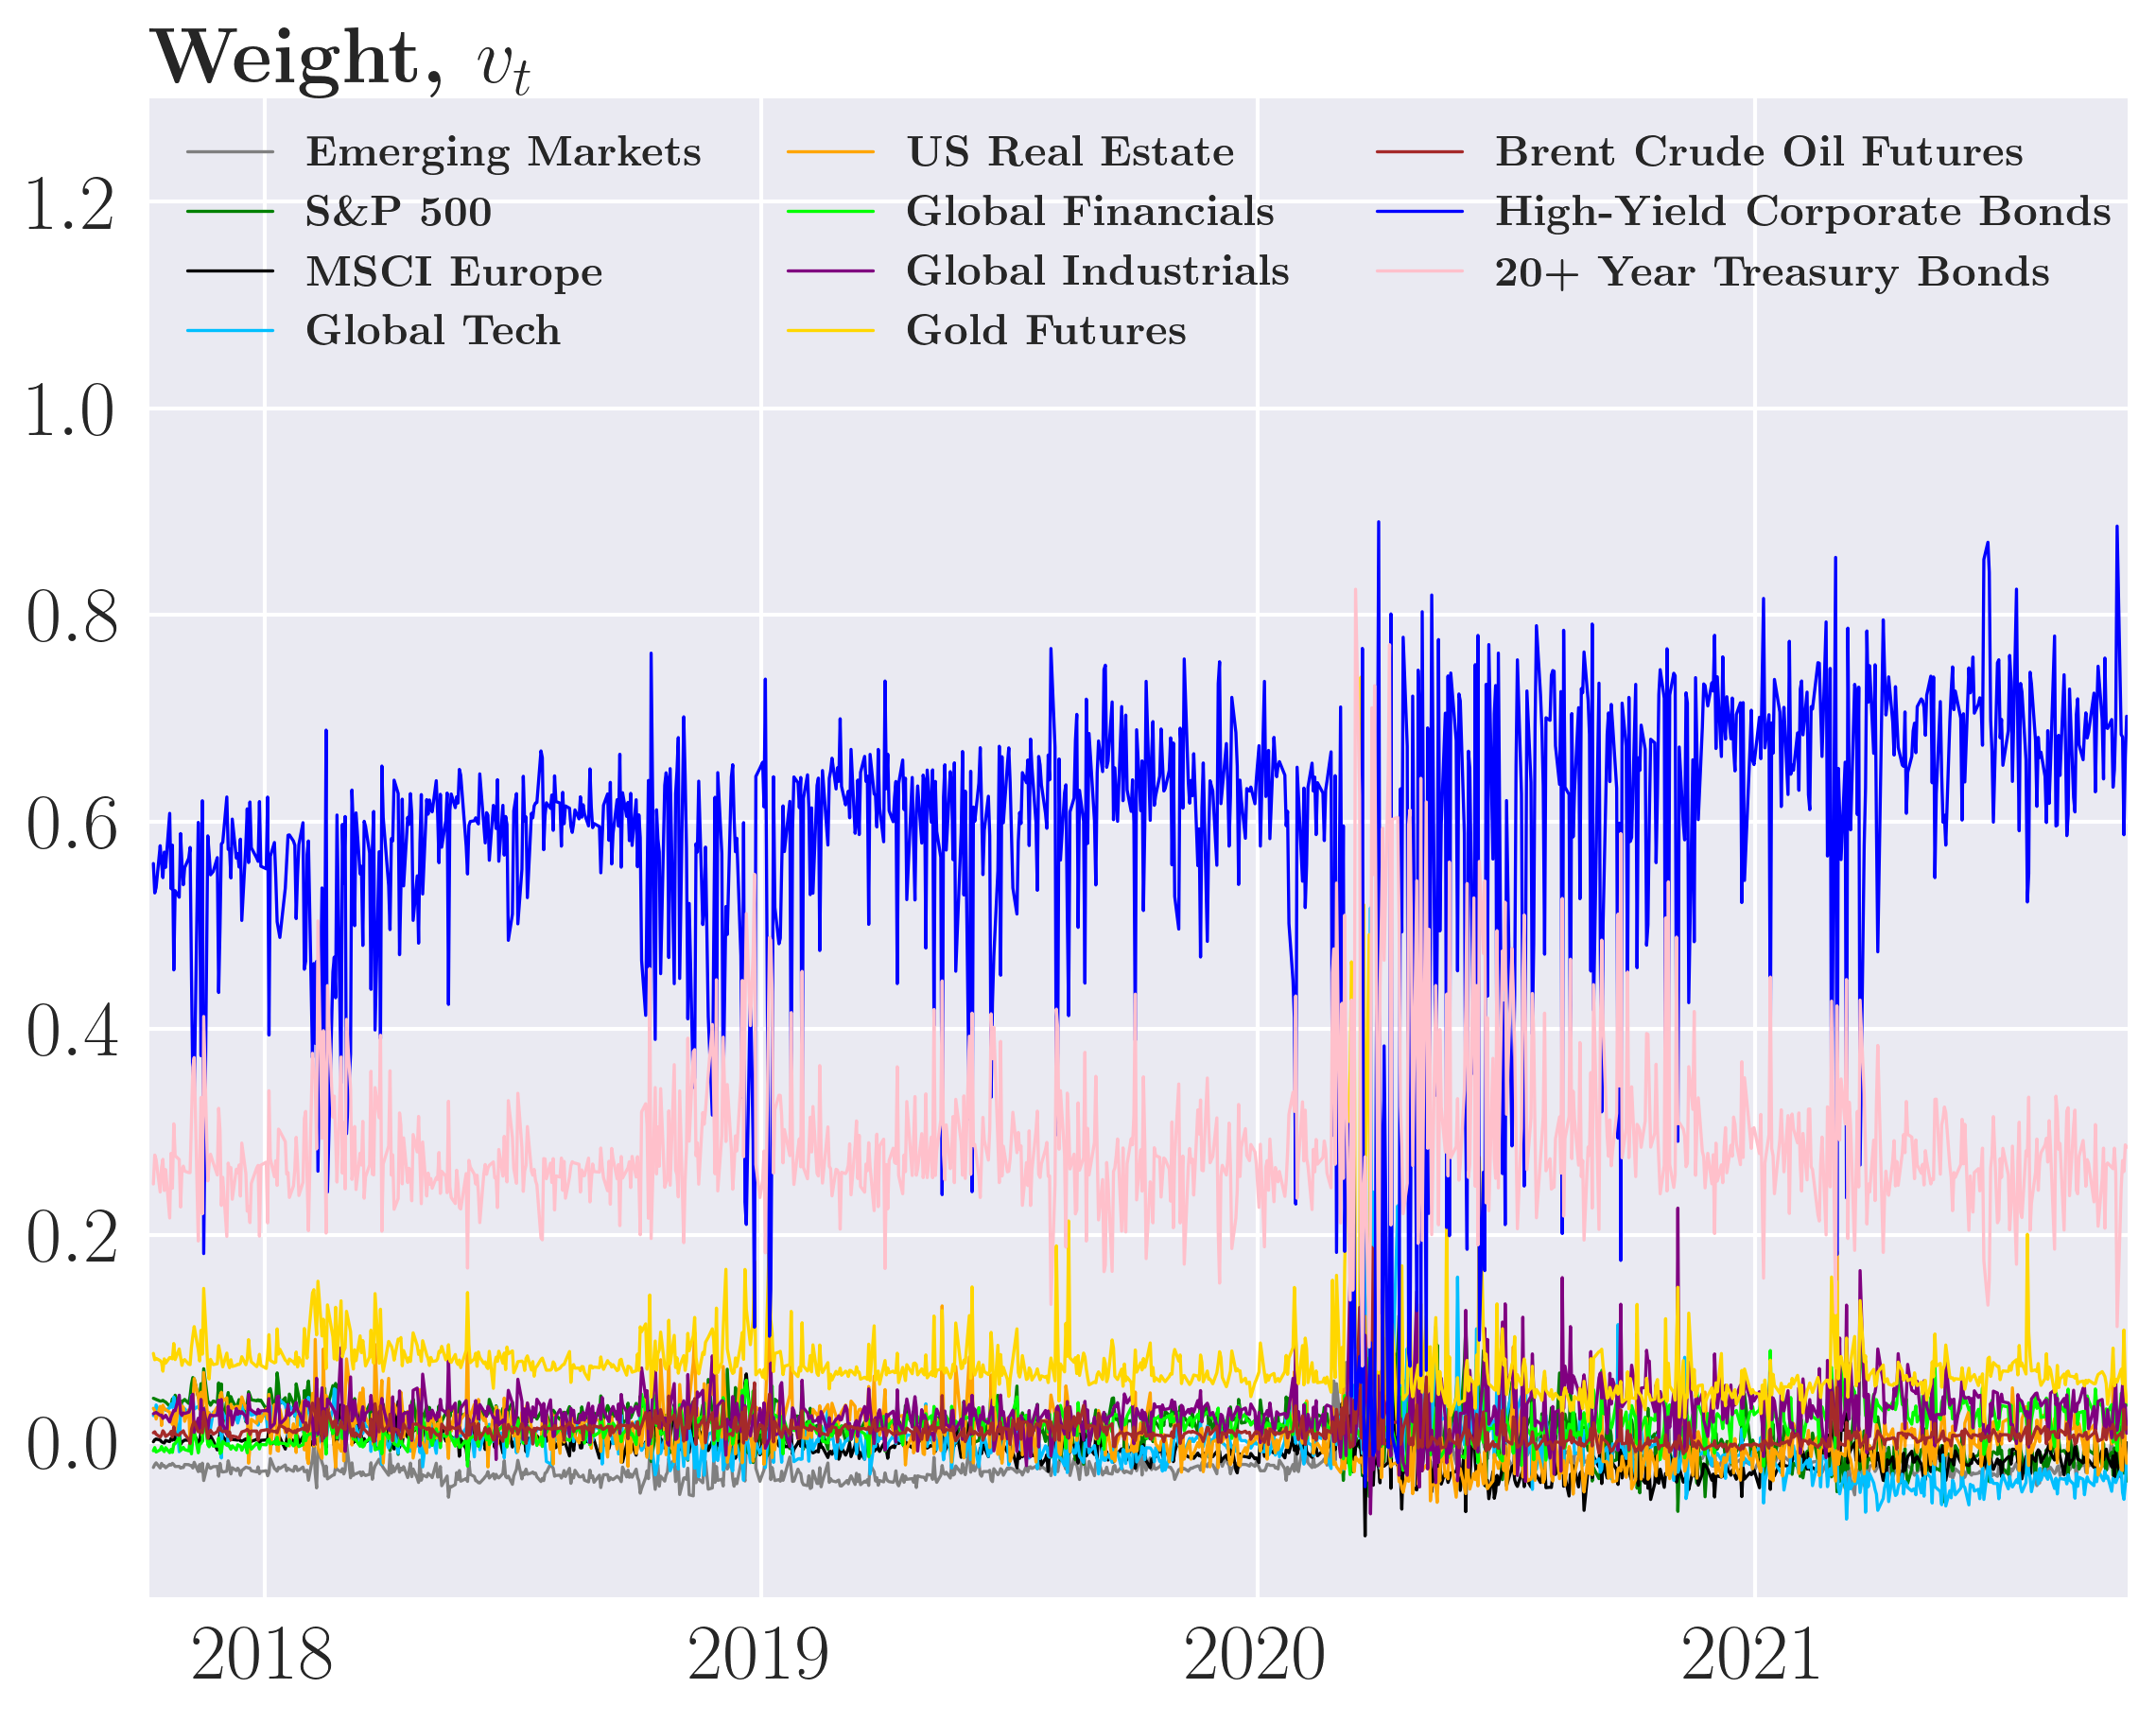 Weight, v_t
Emerging Markets
S&P 500
MSCI Europe
Global Tech
US Real Estate
Global Financials
Global Industrials
Gold Futures
Brent Crude Oil Futures
High-Yield Corporate Bonds
20+ Year Treasury Bonds
1.2
1.0
0.8
0.6
0.4
0.2
0.0
2018 2019 2020 2021